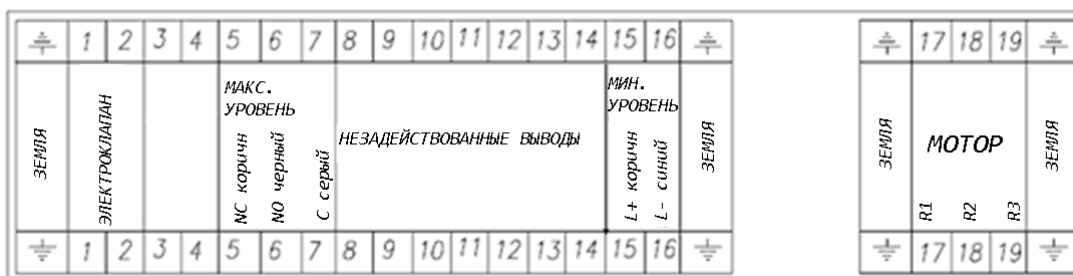 1 2 3 4 5 6 7 8 9 10 11 12 13 14 15 16 17 18 19
ЗЕМЛЯ
ЭЛЕКТРОКЛАПАН
МАКС.
УРОВЕНЬ
NC коричн
NO черный
C серый
НЕЗАДЕЙСТВОВАННЫЕ ВЫВОДЫ
МИН.
УРОВЕНЬ
L+ коричн
L- синий
ЗЕМЛЯ
ЗЕМЛЯ
МОТОР
R1
R2
R3
ЗЕМЛЯ
1 2 3 4 5 6 7 8 9 10 11 12 13 14 15 16 17 18 19